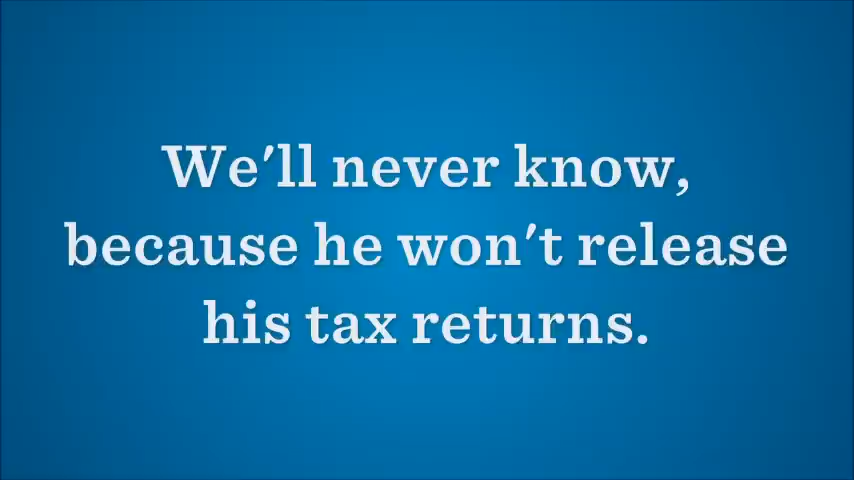 We'll never know,
because he won't release
his tax returns.